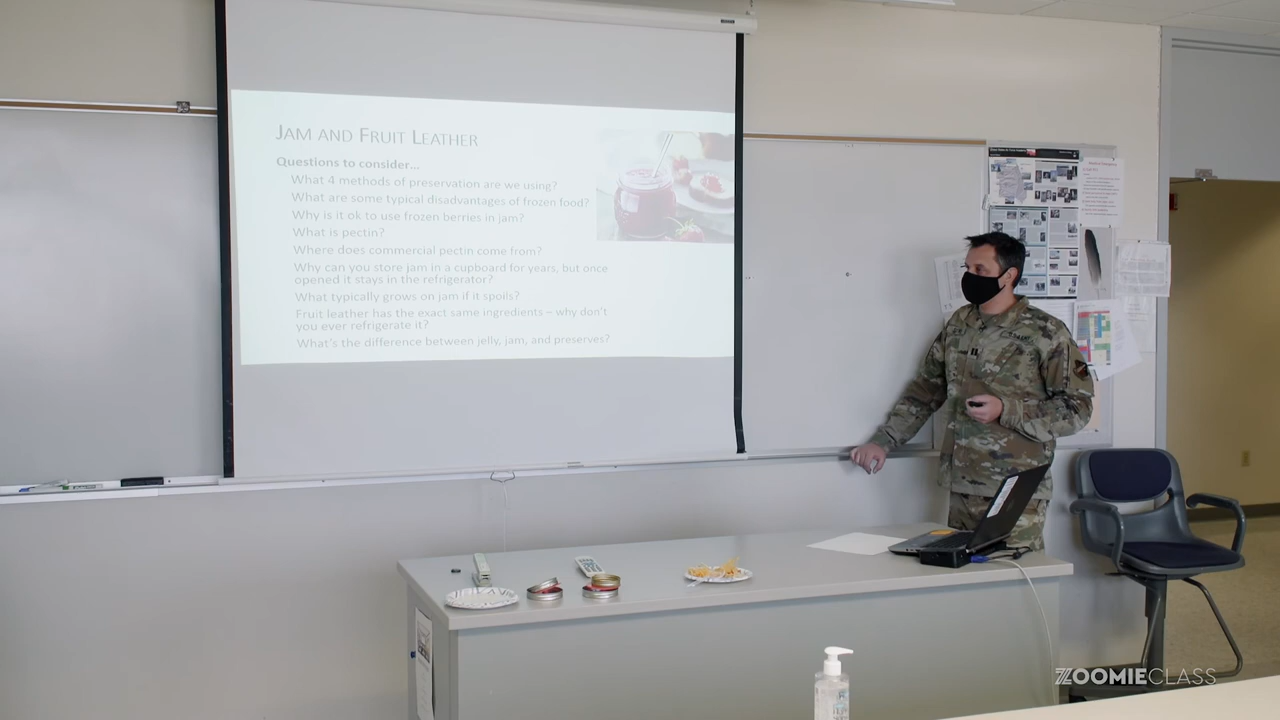 JAM AND FRUIT LEATHER
Questions to consider...
What 4 methods of preservation are we using?
What are some textural disadvantages of frozen food?
Why is it ok to use frozen berries in jam?
What is pectin?
Where does commercial pectin come from?
Why can you store jam in a cupboard for years, but once
opened it stays in the refrigerator?
What typically grows on jam if it spoils?
Fruit leather has the exact same ingredients – why don't
you ever refrigerate it?
What's the difference between jelly, jam, and preserves?
ZOOMIECLASS